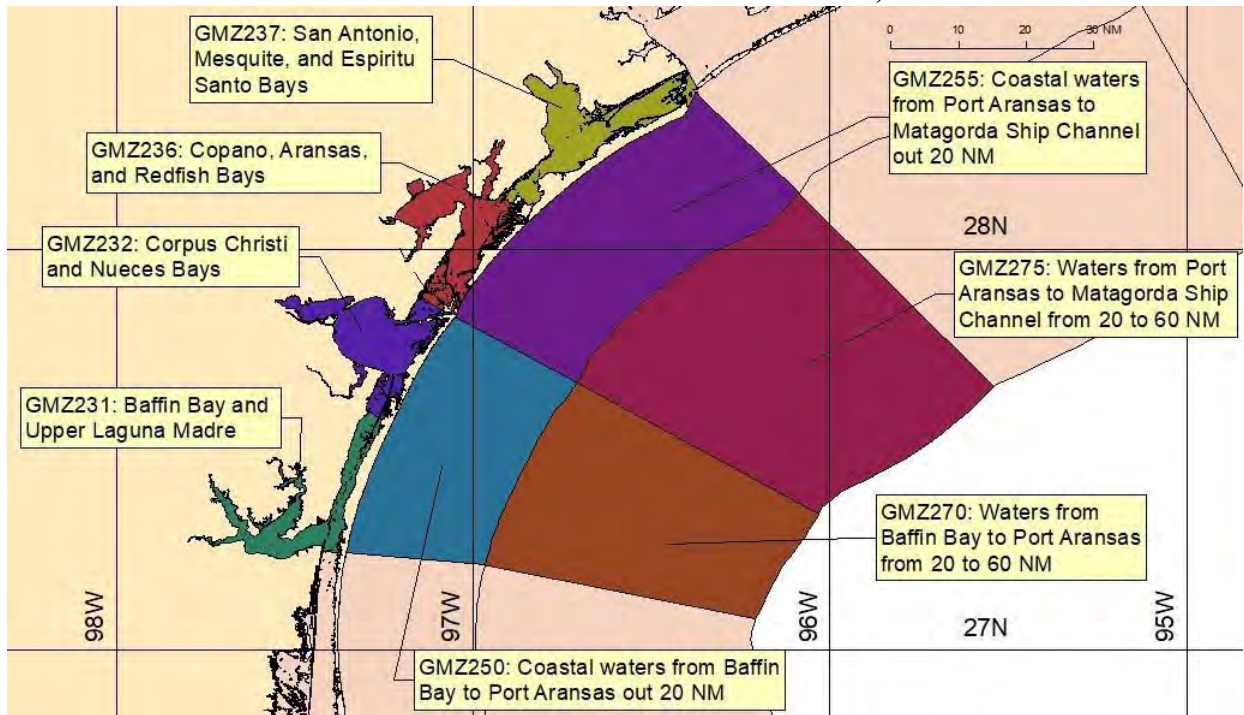 GMZ237: San Antonio,
Mesquite, and Espiritu
Santo Bays
0 10 20 30 NM
GMZ255: Coastal waters
from Port Aransas to
Matagorda Ship Channel
out 20 NM
GMZ236: Copano, Aransas,
and Redfish Bays
28N
GMZ232: Corpus Christi
and Nueces Bays
GMZ275: Waters from Port
Aransas to Matagorda Ship
Channel from 20 to 60 NM
GMZ231: Baffin Bay and
Upper Laguna Madre
GMZ270: Waters from
Baffin Bay to Port Aransas
from 20 to 60 NM
98W
97W
96W
95W
27N
GMZ250: Coastal waters from Baffin
Bay to Port Aransas out 20 NM